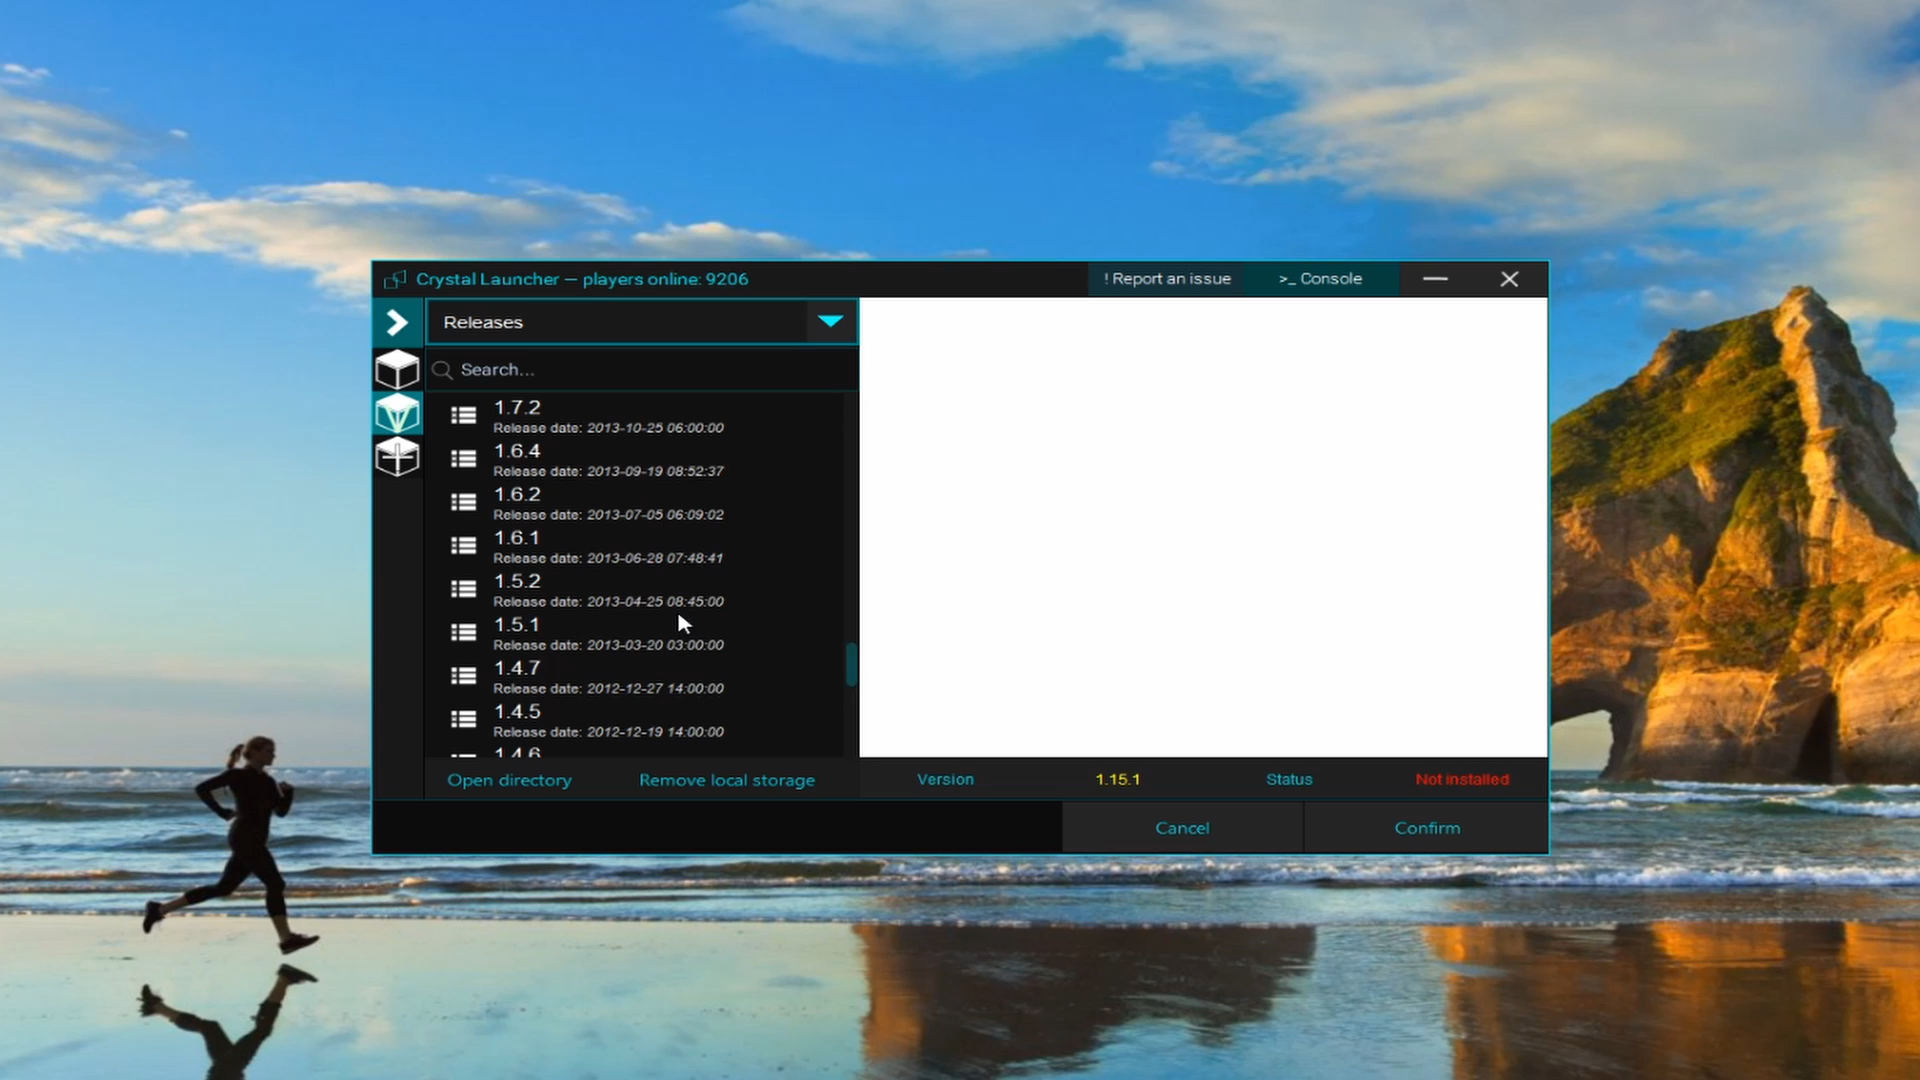 Crystal Launcher — players online: 9206
! Report an issue
>_ Console
Releases
Search...
1.7.2
Release date: 2013-10-25 06:00:00
1.6.4
Release date: 2013-09-19 08:52:37
1.6.2
Release date: 2013-07-05 06:09:02
1.6.1
Release date: 2013-06-28 07:48:41
1.5.2
Release date: 2013-04-25 08:45:00
1.5.1
Release date: 2013-03-20 03:00:00
1.4.7
Release date: 2012-12-27 14:00:00
1.4.5
Release date: 2012-12-19 14:00:00
1.4.6
Open directory
Remove local storage
Version
1.15.1
Status
Not installed
Cancel
Confirm